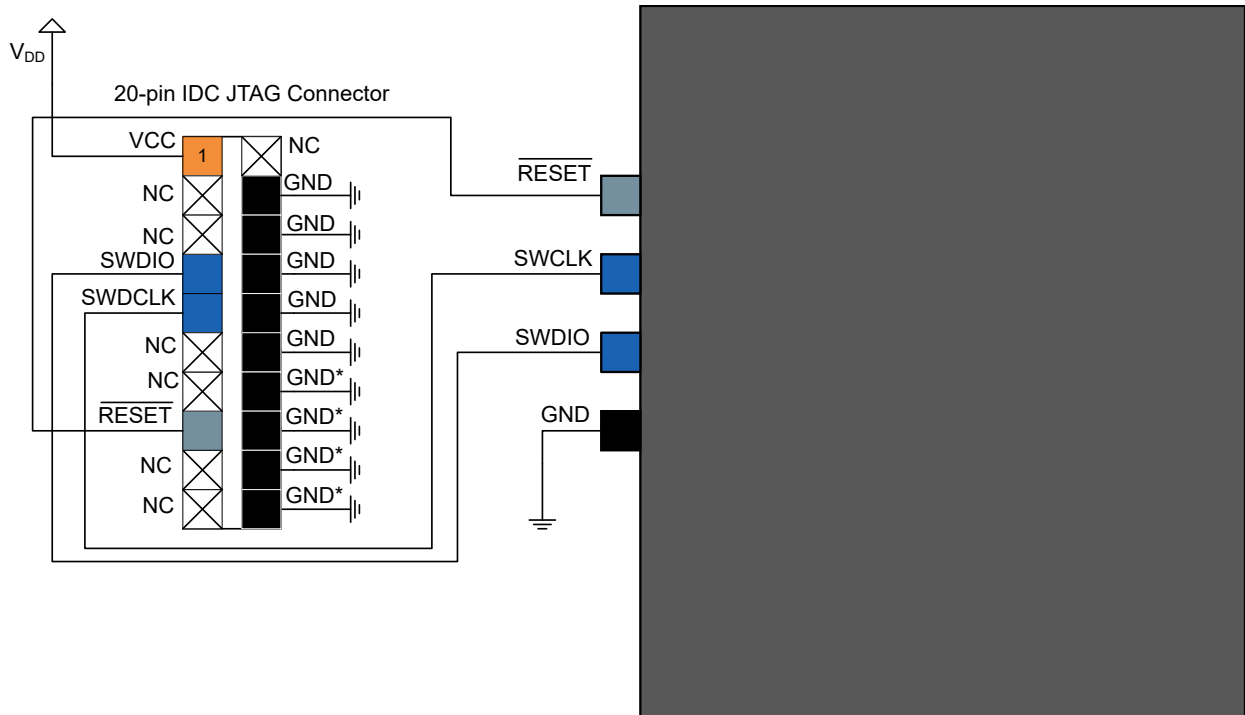 VDD
20-pin IDC JTAG Connector
VCC
1
NC
NC
GND
NC
GND
SWDIO
GND
SWDCLK
GND
NC
GND
NC
GND*
RESET
GND*
NC
GND*
NC
GND*
RESET
SWCLK
SWDIO
GND